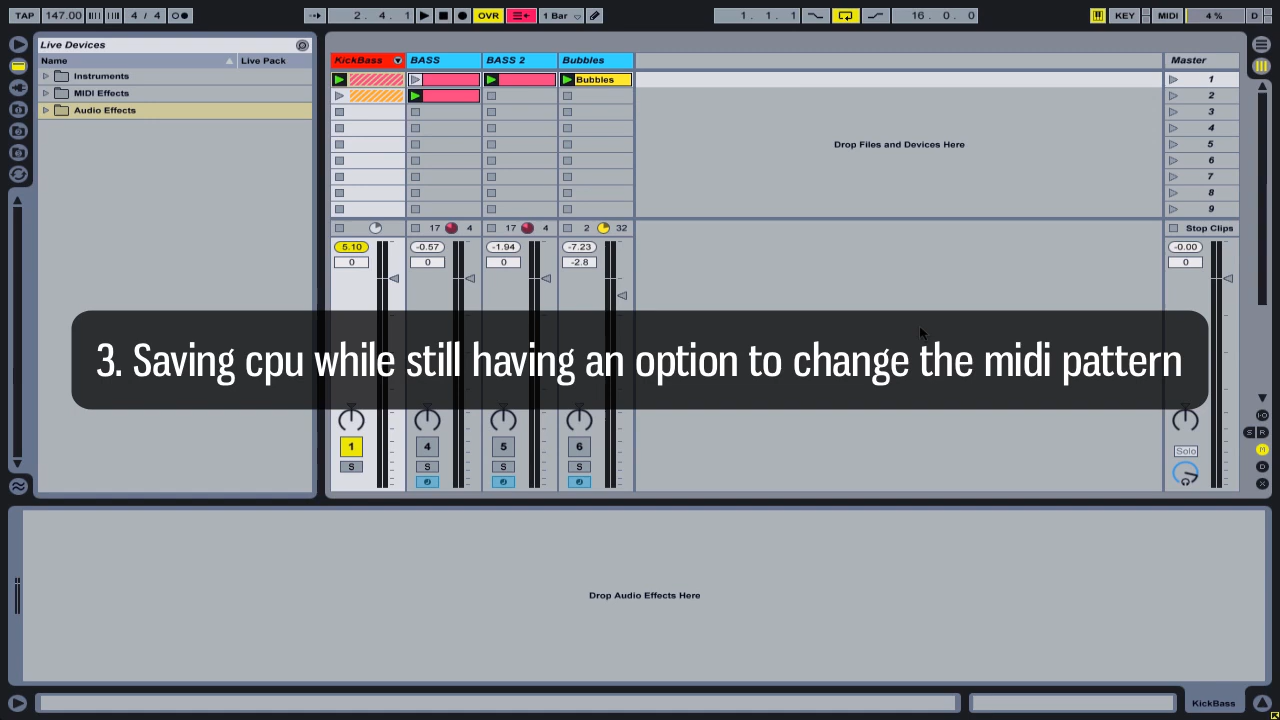 TAP 147.00 4 / 4 2. 4. 1 OVR 1 Bar 1. 1. 1 16. 0. 0 KEY MIDI 4 % D
Live Devices
Name Live Pack
Instruments
MIDI Effects
Audio Effects
KickBass BASS BASS 2 Bubbles Master
Bubbles 1
2
3
4
Drop Files and Devices Here 5
6
7
8
9
17 4 17 4 2 32 Stop Clips
5.10 -0.57 -1.94 -7.23 -0.00
0 0 0 -2.8 0
3. Saving cpu while still having an option to change the midi pattern
1 4 5 6
S S S S Solo
I·O
S R
M
D
X
Drop Audio Effects Here
KickBass